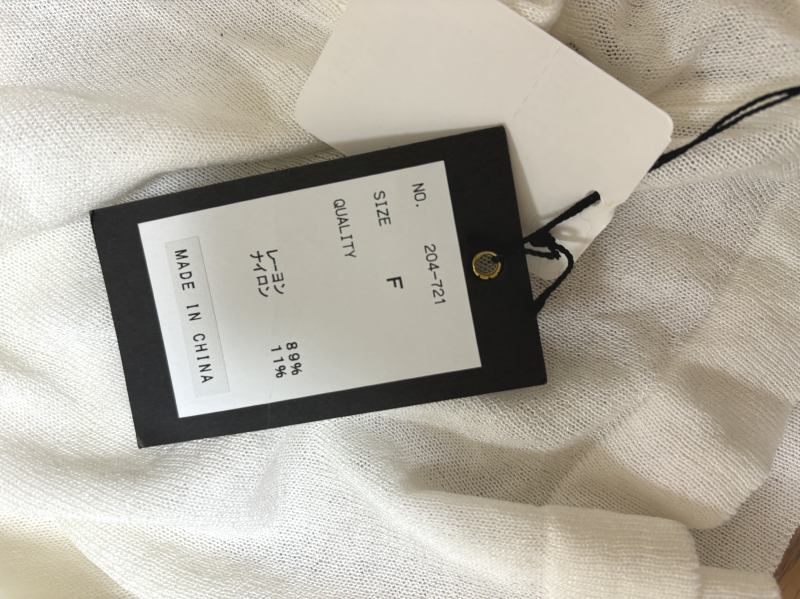 NO. 204-721
SIZE F
QUALITY
レーヨン 89%
ナイロン 11%
MADE IN CHINA